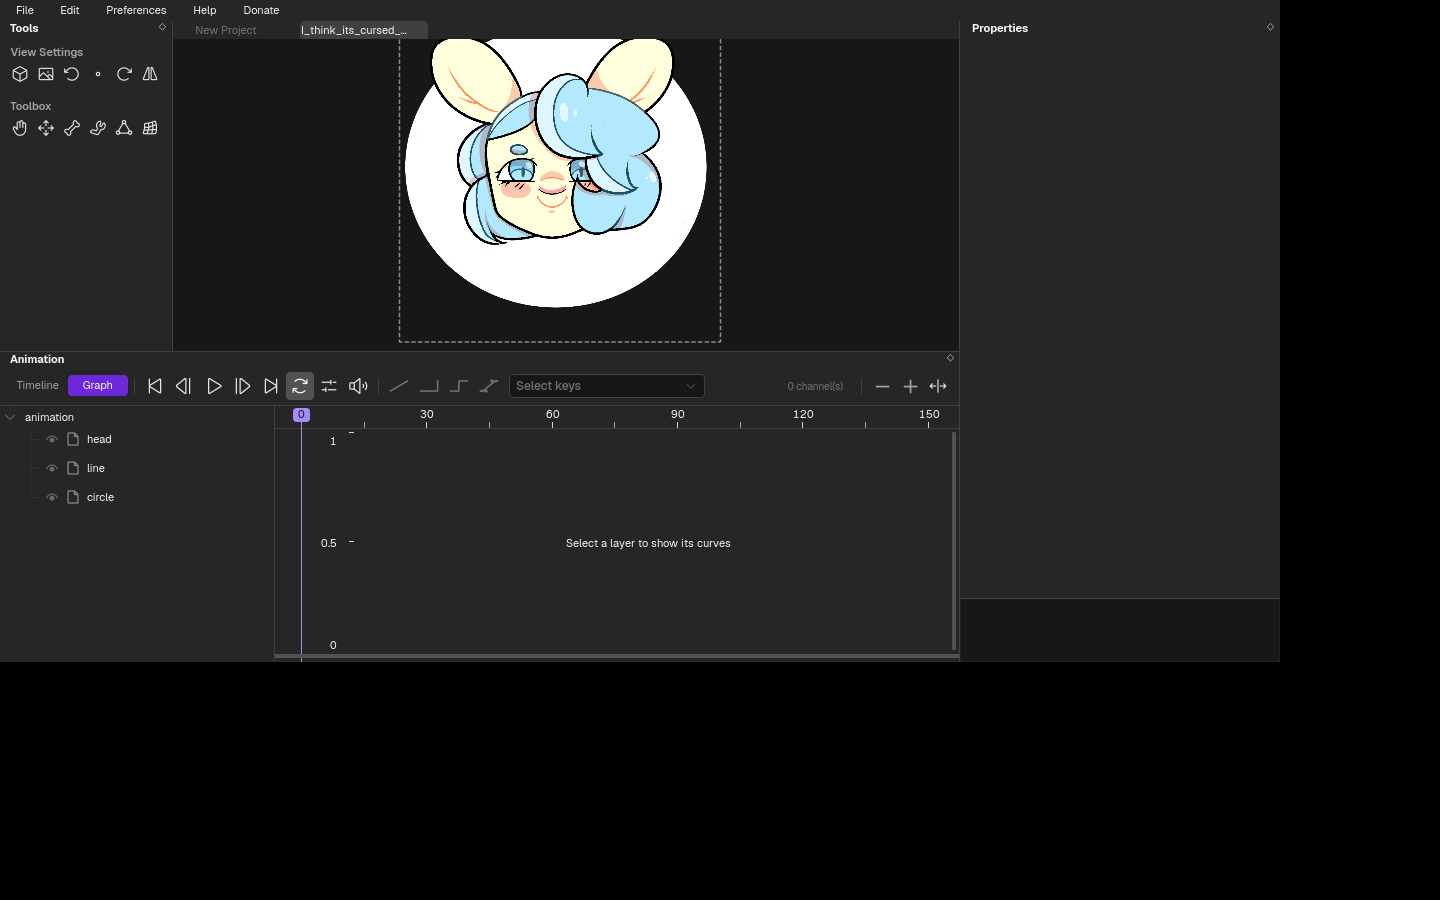 File Edit Preferences Help Donate
Tools
New Project
I_think_its_cursed_...
Properties
View Settings
Toolbox
Animation
Timeline
Graph
Select keys
0 channel(s)
animation
0 30 60 90 120 150
head
1
line
circle
0.5
Select a layer to show its curves
0